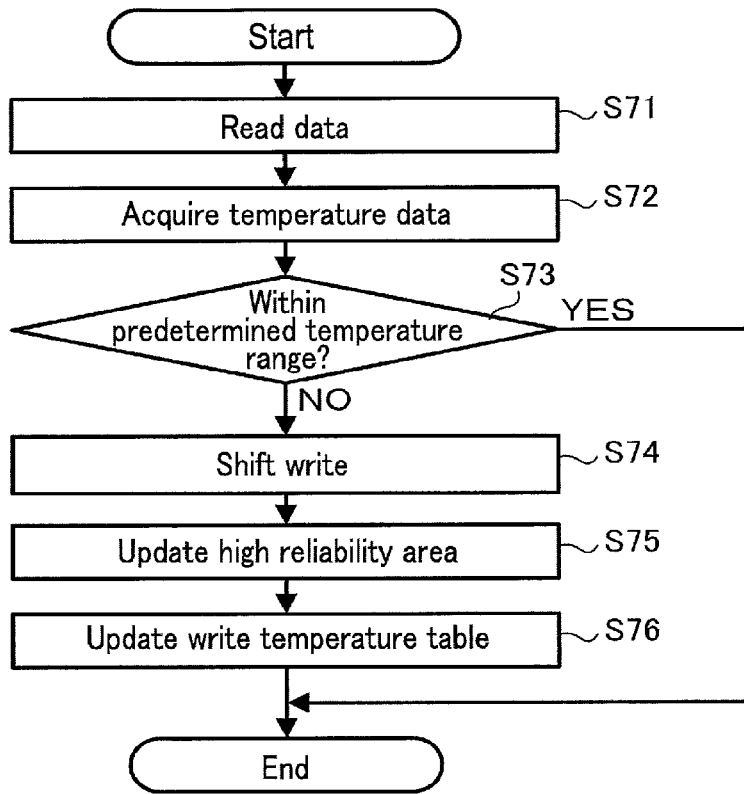 Start
Read data
S71
Acquire temperature data
S72
Within
predetermined temperature
range?
S73
YES
NO
Shift write
S74
Update high reliability area
S75
Update write temperature table
S76
End